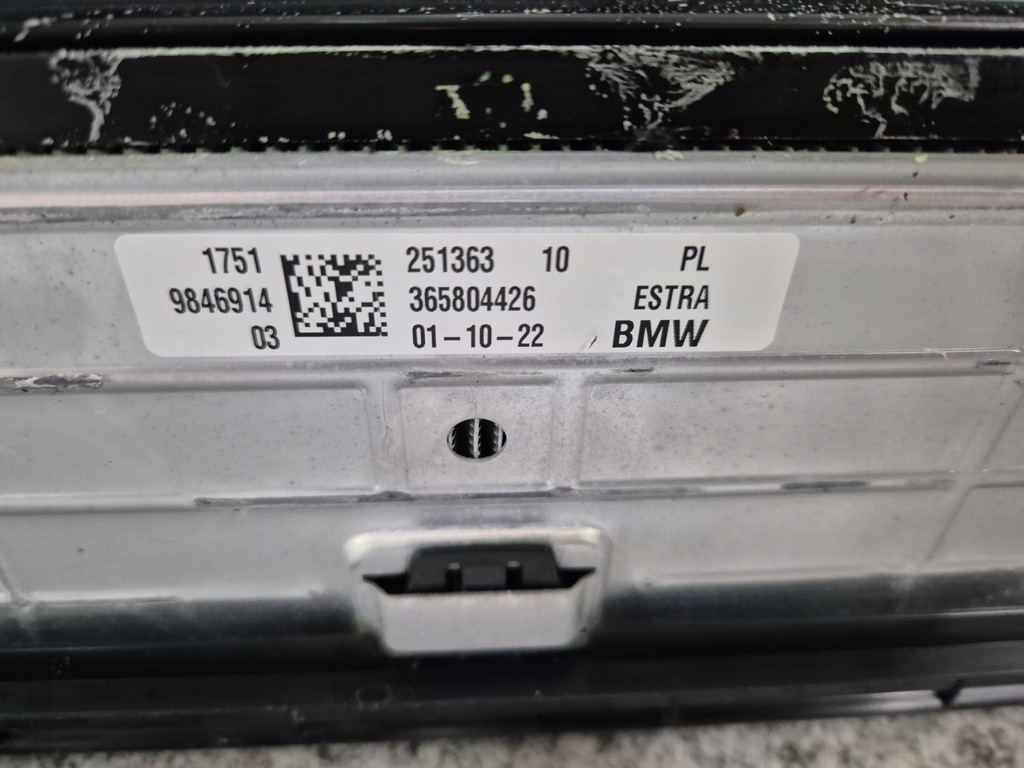 1751 251363 10 PL
9846914 365804426 ESTRA
03 01-10-22 BMW